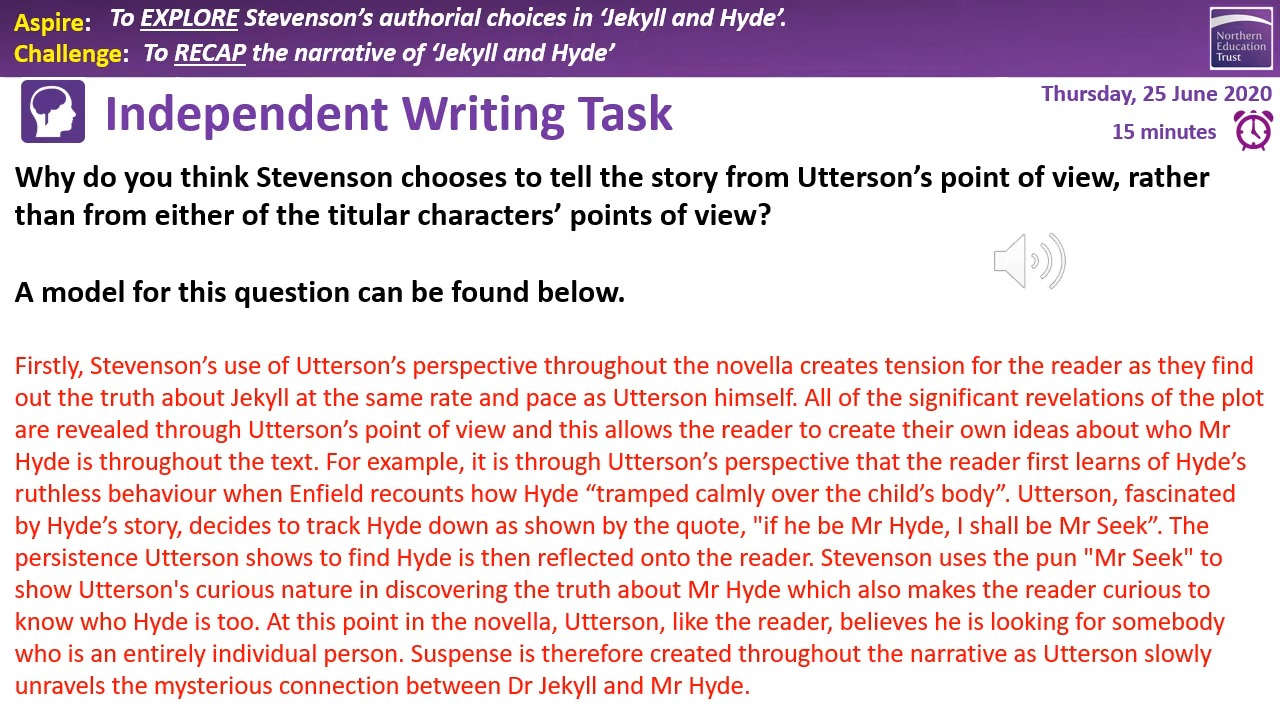 Aspire: To EXPLORE Stevenson’s authorial choices in ‘Jekyll and Hyde’.
Challenge: To RECAP the narrative of ‘Jekyll and Hyde’
Northern
Education
Trust
Independent Writing Task
Thursday, 25 June 2020
15 minutes
Why do you think Stevenson chooses to tell the story from Utterson’s point of view, rather
than from either of the titular characters’ points of view?
A model for this question can be found below.
Firstly, Stevenson’s use of Utterson’s perspective throughout the novella creates tension for the reader as they find
out the truth about Jekyll at the same rate and pace as Utterson himself. All of the significant revelations of the plot
are revealed through Utterson’s point of view and this allows the reader to create their own ideas about who Mr
Hyde is throughout the text. For example, it is through Utterson’s perspective that the reader first learns of Hyde’s
ruthless behaviour when Enfield recounts how Hyde “tramped calmly over the child’s body”. Utterson, fascinated
by Hyde’s story, decides to track Hyde down as shown by the quote, "if he be Mr Hyde, I shall be Mr Seek”. The
persistence Utterson shows to find Hyde is then reflected onto the reader. Stevenson uses the pun "Mr Seek" to
show Utterson's curious nature in discovering the truth about Mr Hyde which also makes the reader curious to
know who Hyde is too. At this point in the novella, Utterson, like the reader, believes he is looking for somebody
who is an entirely individual person. Suspense is therefore created throughout the narrative as Utterson slowly
unravels the mysterious connection between Dr Jekyll and Mr Hyde.